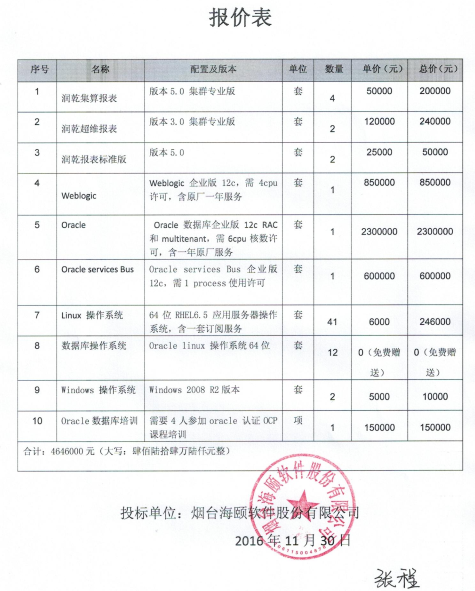 报价表
序号 名称 配置及版本 单位 数量 单价（元） 总价（元）
1 润乾集算报表 版本 5.0 集群专业版 套 4 50000 200000
2 润乾超维报表 版本 3.0 集群专业版 套 2 120000 240000
3 润乾报表标准版 版本 5.0 套 2 25000 50000
4 Weblogic Weblogic 企业版 12c，需 4cpu 套 1 850000 850000
许可，含原厂一年服务
5 Oracle Oracle 数据库企业版 12c RAC 套 1 2300000 2300000
和 multitenant，需 6cpu 核数许
可，含一年原厂服务
6 Oracle services Bus Oracle services Bus 企业版 套 1 600000 600000
12c，需 1 process 使用许可
7 Linux 操作系统 64 位 RHEL6.5 应用服务器操作 套 41 6000 246000
系统，含一套订阅服务
8 数据库操作系统 Oracle linux 操作系统 64 位 套 12 0（免费赠 0（免费赠
送） 送）
9 Windows 操作系统 Windows 2008 R2 版本 套 2 5000 10000
10 Oracle 数据库培训 需要 4 人参加 oracle 认证 OCP 项 1 150000 150000
课程培训
合计：4646000 元（大写：肆佰陆拾肆万陆仟元整）
投标单位：烟台海颐软件股份有限公司
2016 年 11 月 30 日
烟台海颐软件股份有限公司
张程